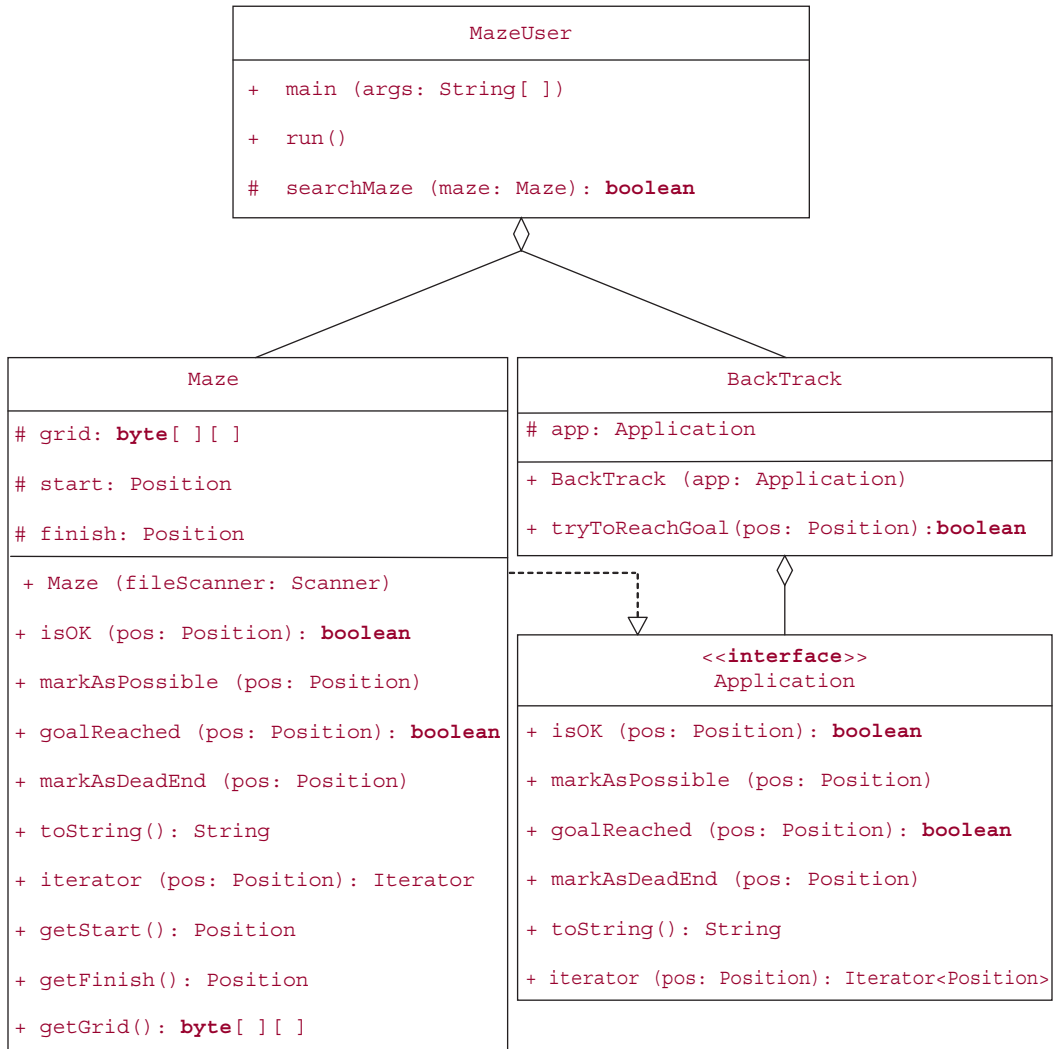 MazeUser
+ main (args: String[ ])
+ run()
# searchMaze (maze: Maze): boolean
Maze
# grid: byte[ ][ ]
# start: Position
# finish: Position
+ Maze (fileScanner: Scanner)
+ isOK (pos: Position): boolean
+ markAsPossible (pos: Position)
+ goalReached (pos: Position): boolean
+ markAsDeadEnd (pos: Position)
+ toString(): String
+ iterator (pos: Position): Iterator
+ getStart(): Position
+ getFinish(): Position
+ getGrid(): byte[ ][ ]
BackTrack
# app: Application
+ BackTrack (app: Application)
+ tryToReachGoal(pos: Position):boolean
<<interface>>
Application
+ isOK (pos: Position): boolean
+ markAsPossible (pos: Position)
+ goalReached (pos: Position): boolean
+ markAsDeadEnd (pos: Position)
+ toString(): String
+ iterator (pos: Position): Iterator<Position>